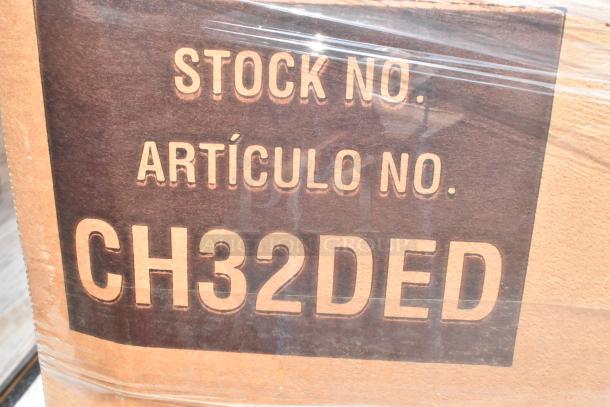 STOCK NO.
ARTÍCULO NO.
CH32DED